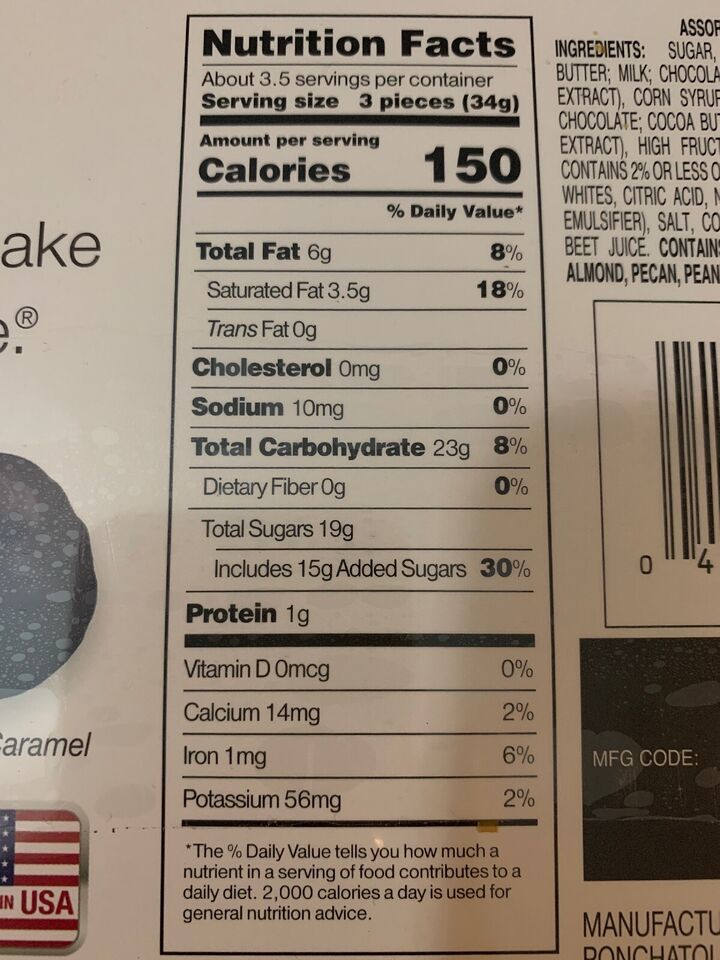 ake
e.®
Caramel
IN USA
Nutrition Facts
About 3.5 servings per container
Serving size 3 pieces (34g)
Amount per serving
Calories 150
% Daily Value*
Total Fat 6g 8%
Saturated Fat 3.5g 18%
Trans Fat 0g
Cholesterol 0mg 0%
Sodium 10mg 0%
Total Carbohydrate 23g 8%
Dietary Fiber 0g 0%
Total Sugars 19g
Includes 15g Added Sugars 30%
Protein 1g
Vitamin D 0mcg 0%
Calcium 14mg 2%
Iron 1mg 6%
Potassium 56mg 2%
*The % Daily Value tells you how much a
nutrient in a serving of food contributes to a
daily diet. 2,000 calories a day is used for
general nutrition advice.
ASSOR
INGREDIENTS: SUGAR,
BUTTER; MILK; CHOCOLA
EXTRACT), CORN SYRUP
CHOCOLATE; COCOA BUT
EXTRACT), HIGH FRUCT
CONTAINS 2% OR LESS O
WHITES, CITRIC ACID, N
EMULSIFIER), SALT, CO
BEET JUICE. CONTAINS
ALMOND, PECAN, PEAN
0 4
MFG CODE:
MANUFACTU
PONCHATOU